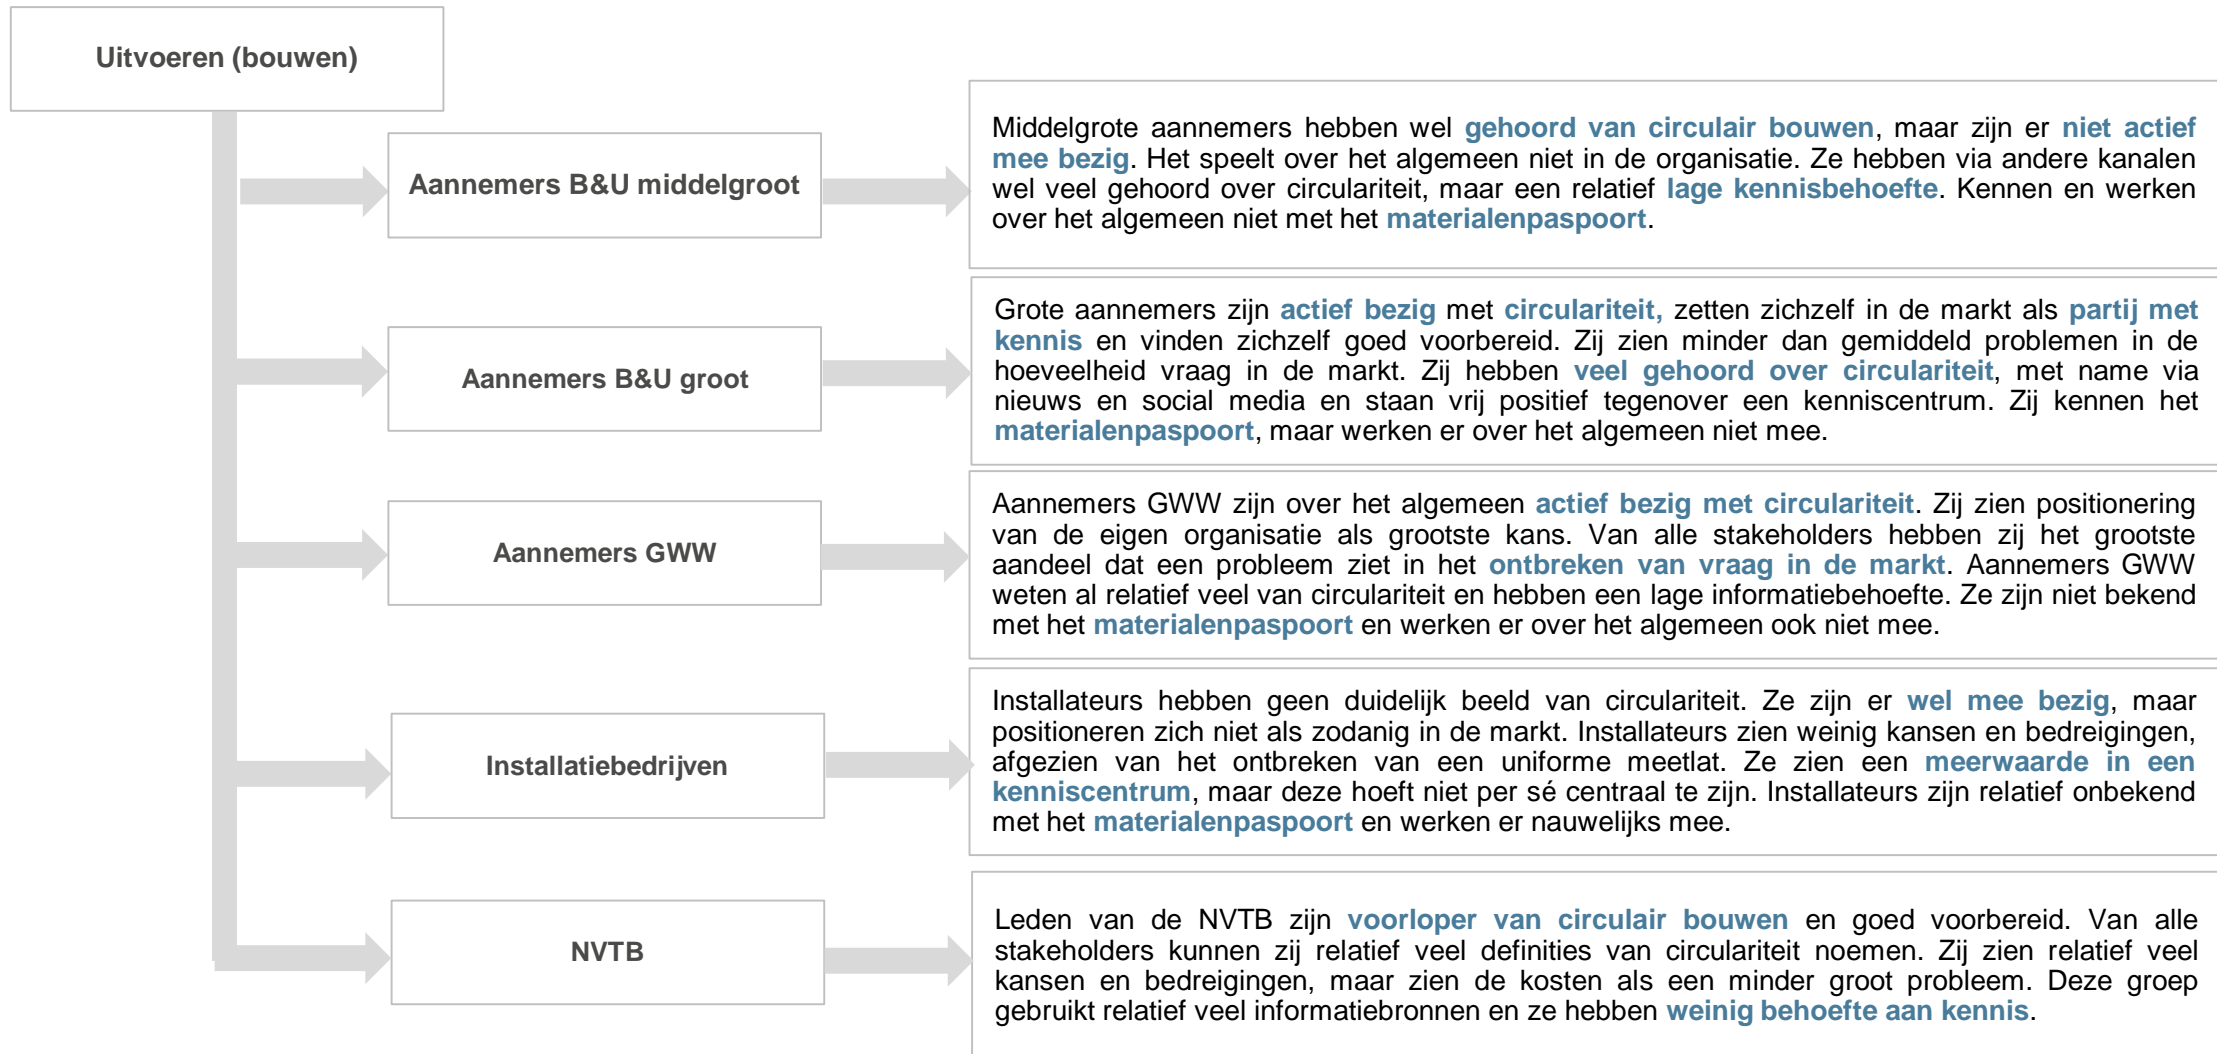 Uitvoeren (bouwen)
Aannemers B&U middelgroot
Middelgrote aannemers hebben wel gehoord van circulair bouwen, maar zijn er niet actief
mee bezig. Het speelt over het algemeen niet in de organisatie. Ze hebben via andere kanalen
wel veel gehoord over circulariteit, maar een relatief lage kennisbehoefte. Kennen en werken
over het algemeen niet met het materialenpaspoort.
Aannemers B&U groot
Grote aannemers zijn actief bezig met circulariteit, zetten zichzelf in de markt als partij met
kennis en vinden zichzelf goed voorbereid. Zij zien minder dan gemiddeld problemen in de
hoeveelheid vraag in de markt. Zij hebben veel gehoord over circulariteit, met name via
nieuws en social media en staan vrij positief tegenover een kenniscentrum. Zij kennen het
materialenpaspoort, maar werken er over het algemeen niet mee.
Aannemers GWW
Aannemers GWW zijn over het algemeen actief bezig met circulariteit. Zij zien positionering
van de eigen organisatie als grootste kans. Van alle stakeholders hebben zij het grootste
aandeel dat een probleem ziet in het ontbreken van vraag in de markt. Aannemers GWW
weten al relatief veel van circulariteit en hebben een lage informatiebehoefte. Ze zijn niet bekend
met het materialenpaspoort en werken er over het algemeen ook niet mee.
Installatiebedrijven
Installateurs hebben geen duidelijk beeld van circulariteit. Ze zijn er wel mee bezig, maar
positioneren zich niet als zodanig in de markt. Installateurs zien weinig kansen en bedreigingen,
afgezien van het ontbreken van een uniforme meetlat. Ze zien een meerwaarde in een
kenniscentrum, maar deze hoeft niet per sé centraal te zijn. Installateurs zijn relatief onbekend
met het materialenpaspoort en werken er nauwelijks mee.
NVTB
Leden van de NVTB zijn voorloper van circulair bouwen en goed voorbereid. Van alle
stakeholders kunnen zij relatief veel definities van circulariteit noemen. Zij zien relatief veel
kansen en bedreigingen, maar zien de kosten als een minder groot probleem. Deze groep
gebruikt relatief veel informatiebronnen en ze hebben weinig behoefte aan kennis.